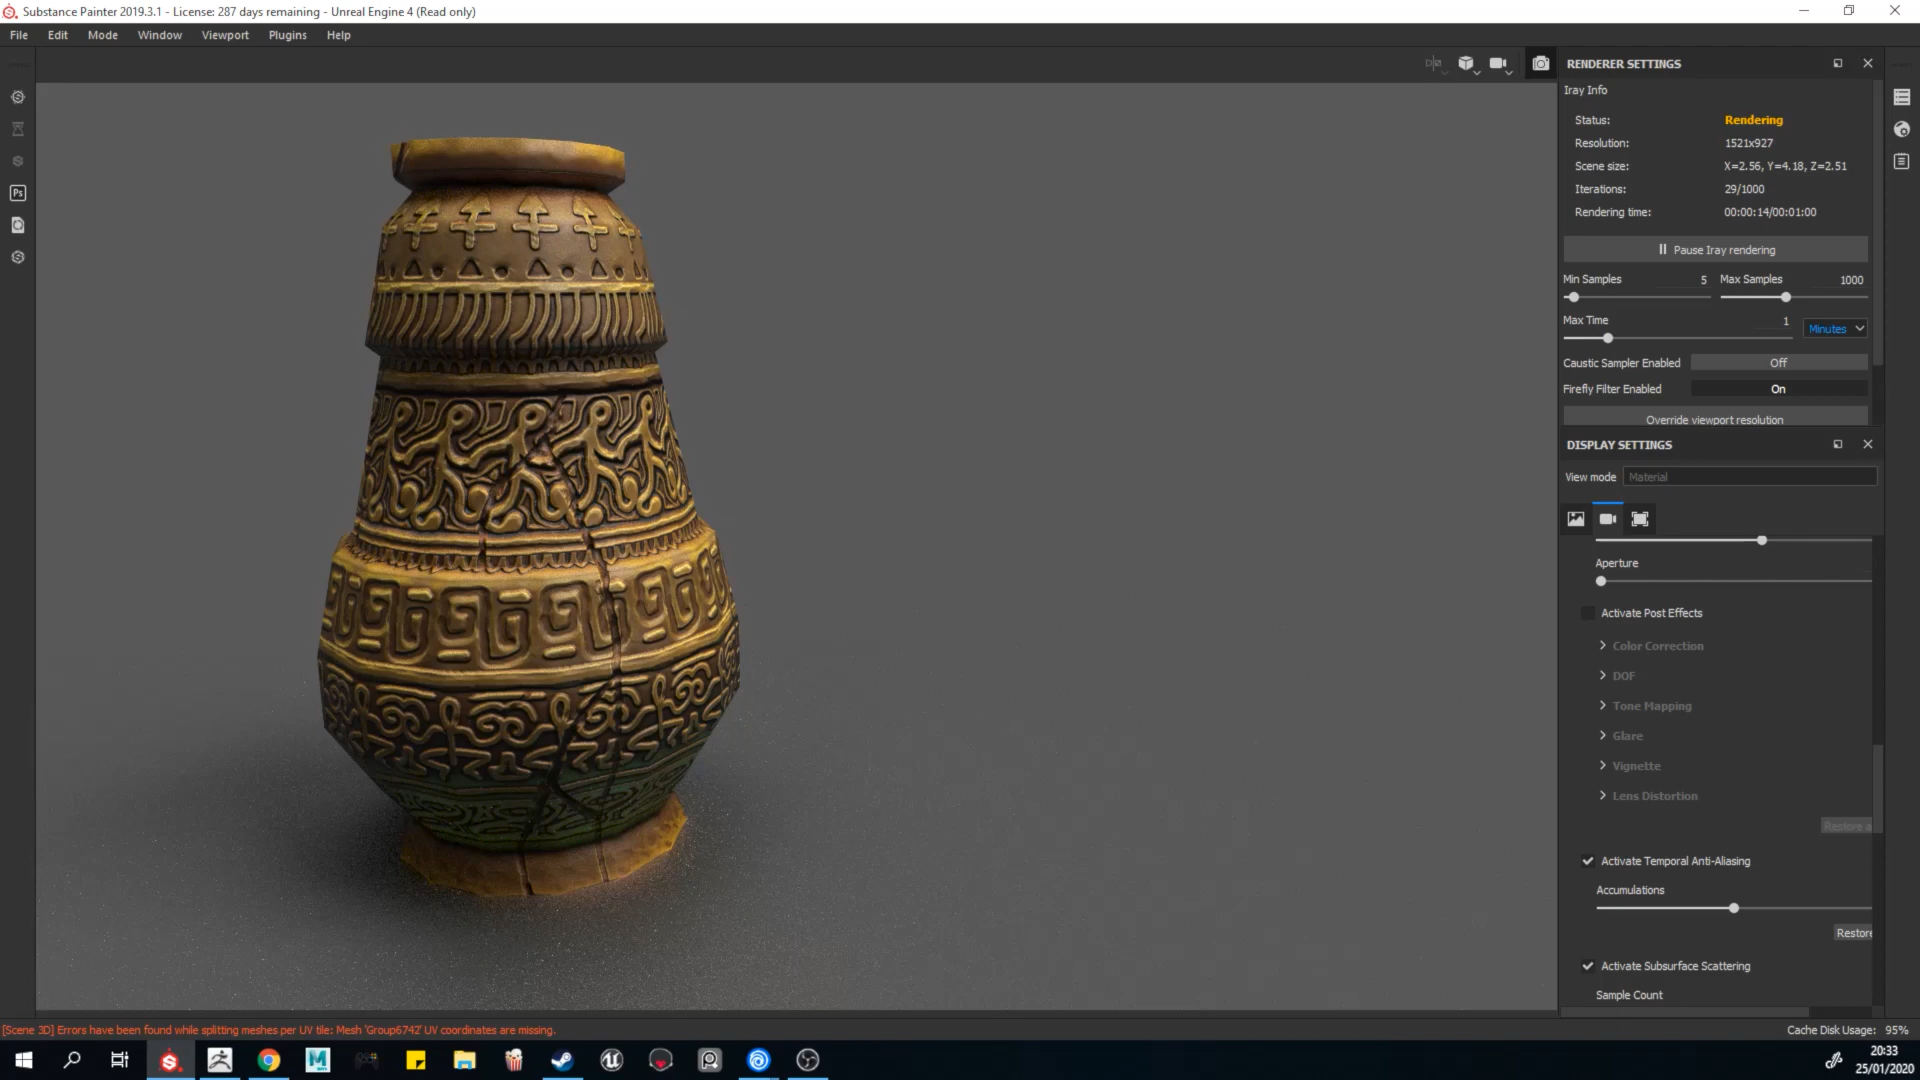 Substance Painter 2019.3.1 - License: 287 days remaining - Unreal Engine 4 (Read only)
File Edit Mode Window Viewport Plugins Help
RENDERER SETTINGS
Iray Info
Status: Rendering
Resolution: 1521x927
Scene size: X=2.56, Y=4.18, Z=2.51
Iterations: 29/1000
Rendering time: 00:00:14/00:01:00
Pause Iray rendering
Min Samples 5 Max Samples 1000
Max Time 1 Minutes
Caustic Sampler Enabled Off
Firefly Filter Enabled On
Override viewport resolution
DISPLAY SETTINGS
View mode Material
Aperture
Activate Post Effects
Color Correction
DOF
Tone Mapping
Glare
Vignette
Lens Distortion
Restore a
Activate Temporal Anti-Aliasing
Accumulations
Restore
Activate Subsurface Scattering
Sample Count
[Scene 3D] Errors have been found while splitting meshes per UV tile: Mesh 'Group6742' UV coordinates are missing.
Cache Disk Usage: 95%
Ps
20:33
25/01/2020